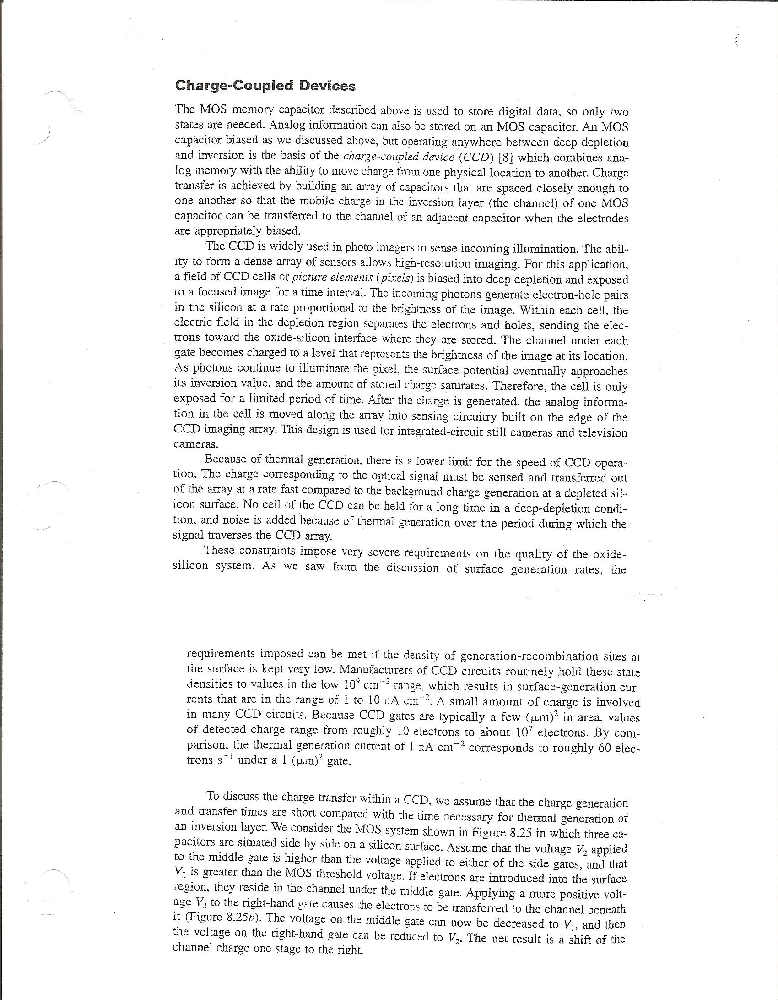 Charge-Coupled Devices
The MOS memory capacitor described above is used to store digital data, so only two
states are needed. Analog information can also be stored on an MOS capacitor. An MOS
capacitor biased as we discussed above, but operating anywhere between deep depletion
and inversion is the basis of the charge-coupled device (CCD) [8] which combines ana-
log memory with the ability to move charge from one physical location to another. Charge
transfer is achieved by building an array of capacitors that are spaced closely enough to
one another so that the mobile charge in the inversion layer (the channel) of one MOS
capacitor can be transferred to the channel of an adjacent capacitor when the electrodes
are appropriately biased.
The CCD is widely used in photo imagers to sense incoming illumination. The abil-
ity to form a dense array of sensors allows high-resolution imaging. For this application,
a field of CCD cells or picture elements (pixels) is biased into deep depletion and exposed
to a focused image for a time interval. The incoming photons generate electron-hole pairs
in the silicon at a rate proportional to the brightness of the image. Within each cell, the
electric field in the depletion region separates the electrons and holes, sending the elec-
trons toward the oxide-silicon interface where they are stored. The channel under each
gate becomes charged to a level that represents the brightness of the image at its location.
As photons continue to illuminate the pixel, the surface potential eventually approaches
its inversion value, and the amount of stored charge saturates. Therefore, the cell is only
exposed for a limited period of time. After the charge is generated, the analog informa-
tion in the cell is moved along the array into sensing circuitry built on the edge of the
CCD imaging array. This design is used for integrated-circuit still cameras and television
cameras.
Because of thermal generation, there is a lower limit for the speed of CCD opera-
tion. The charge corresponding to the optical signal must be sensed and transferred out
of the array at a rate fast compared to the background charge generation at a depleted sil-
icon surface. No cell of the CCD can be held for a long time in a deep-depletion condi-
tion, and noise is added because of thermal generation over the period during which the
signal traverses the CCD array.
These constraints impose very severe requirements on the quality of the oxide-
silicon system. As we saw from the discussion of surface generation rates, the
requirements imposed can be met if the density of generation-recombination sites at
the surface is kept very low. Manufacturers of CCD circuits routinely hold these state
densities to values in the low 10⁹ cm⁻² range, which results in surface-generation cur-
rents that are in the range of 1 to 10 nA cm⁻². A small amount of charge is involved
in many CCD circuits. Because CCD gates are typically a few (μm)² in area, values
of detected charge range from roughly 10 electrons to about 10⁷ electrons. By com-
parison, the thermal generation current of 1 nA cm⁻² corresponds to roughly 60 elec-
trons s⁻¹ under a 1 (μm)² gate.
To discuss the charge transfer within a CCD, we assume that the charge generation
and transfer times are short compared with the time necessary for thermal generation of
an inversion layer. We consider the MOS system shown in Figure 8.25 in which three ca-
pacitors are situated side by side on a silicon surface. Assume that the voltage V₂ applied
to the middle gate is higher than the voltage applied to either of the side gates, and that
V₂ is greater than the MOS threshold voltage. If electrons are introduced into the surface
region, they reside in the channel under the middle gate. Applying a more positive volt-
age V₃ to the right-hand gate causes the electrons to be transferred to the channel beneath
it (Figure 8.25b). The voltage on the middle gate can now be decreased to V₁, and then
the voltage on the right-hand gate can be reduced to V₂. The net result is a shift of the
channel charge one stage to the right.